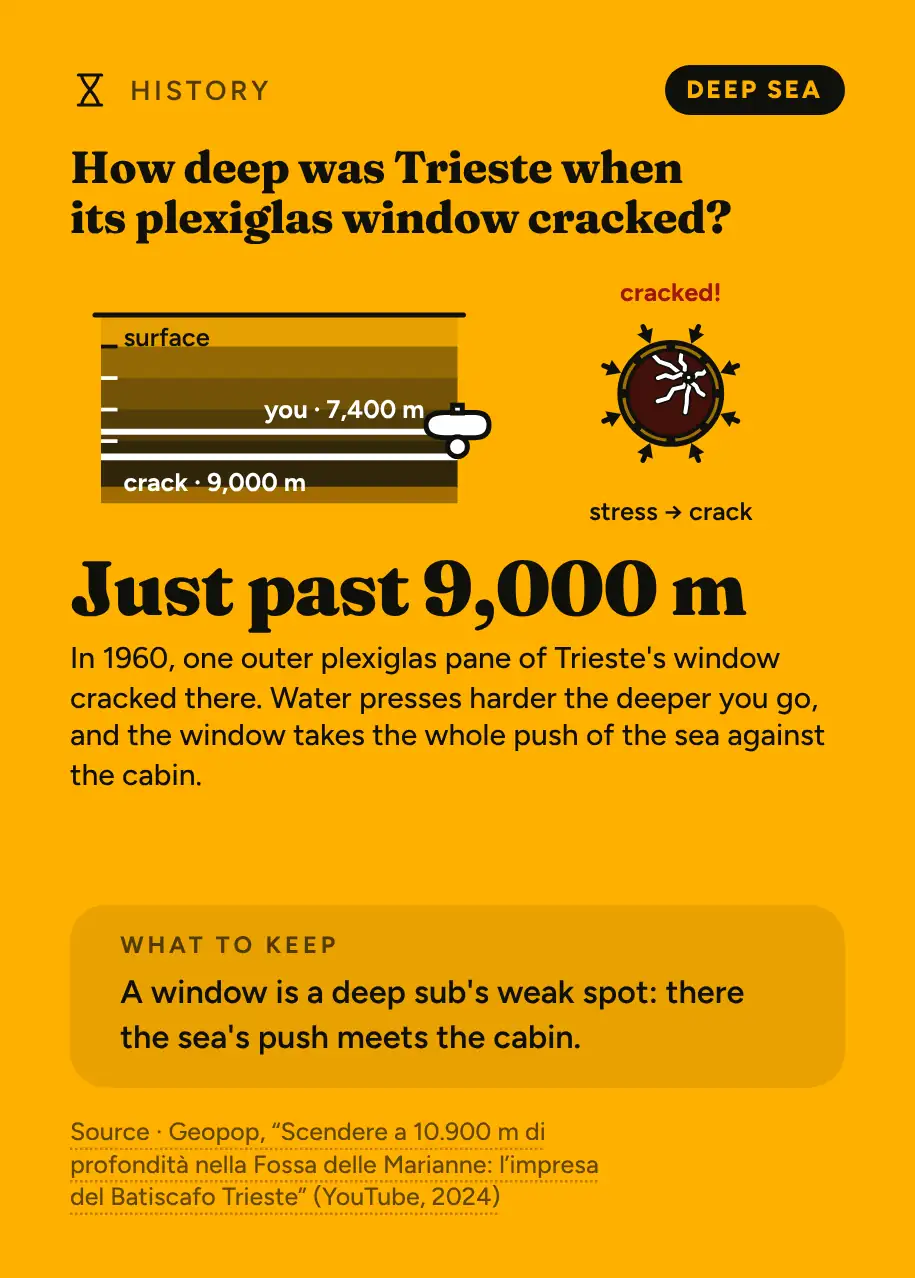 HISTORY
DEEP SEA
How deep was Trieste when
its plexiglas window cracked?
cracked!
surface
you · 7,400 m
crack · 9,000 m
stress → crack
Just past 9,000 m
In 1960, one outer plexiglas pane of Trieste's window
cracked there. Water presses harder the deeper you go,
and the window takes the whole push of the sea against
the cabin.
WHAT TO KEEP
A window is a deep sub's weak spot: there
the sea's push meets the cabin.
Source · Geopop, “Scendere a 10.900 m di
profondità nella Fossa delle Marianne: l’impresa
del Batiscafo Trieste” (YouTube, 2024)